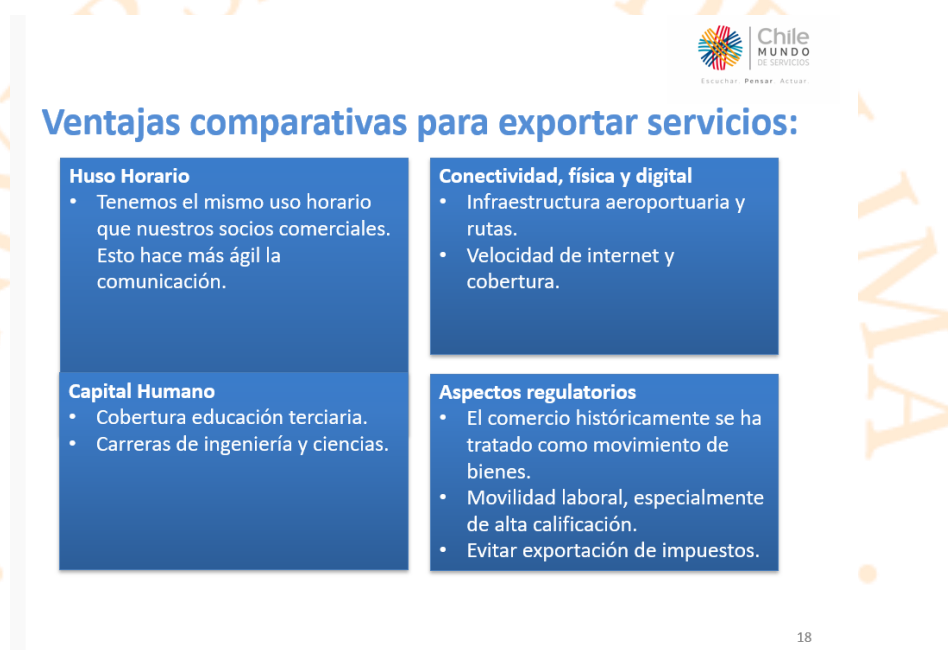 Chile
MUNDO
DE SERVICIOS
Escuchar. Pensar. Actuar.
Ventajas comparativas para exportar servicios:
Huso Horario
• Tenemos el mismo uso horario
que nuestros socios comerciales.
Esto hace más ágil la
comunicación.
Conectividad, física y digital
• Infraestructura aeroportuaria y
rutas.
• Velocidad de internet y
cobertura.
Capital Humano
• Cobertura educación terciaria.
• Carreras de ingeniería y ciencias.
Aspectos regulatorios
• El comercio históricamente se ha
tratado como movimiento de
bienes.
• Movilidad laboral, especialmente
de alta calificación.
• Evitar exportación de impuestos.
18